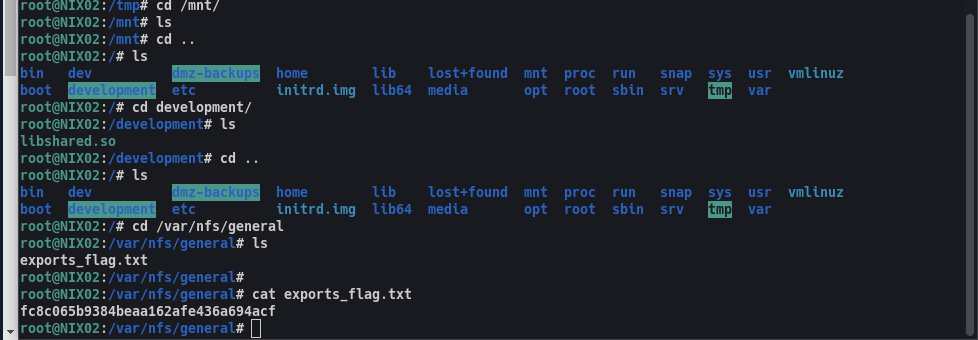 root@NIX02:/tmp# cd /mnt/
root@NIX02:/mnt# ls
root@NIX02:/mnt# cd ..
root@NIX02:/# ls
bin   dev          dmz-backups  home        lib    lost+found  mnt  proc  run   snap  sys  usr  vmlinuz
boot  development  etc          initrd.img  lib64  media       opt  root  sbin  srv   tmp  var
root@NIX02:/# cd development/
root@NIX02:/development# ls
libshared.so
root@NIX02:/development# cd ..
root@NIX02:/# ls
bin   dev          dmz-backups  home        lib    lost+found  mnt  proc  run   snap  sys  usr  vmlinuz
boot  development  etc          initrd.img  lib64  media       opt  root  sbin  srv   tmp  var
root@NIX02:/# cd /var/nfs/general
root@NIX02:/var/nfs/general# ls
exports_flag.txt
root@NIX02:/var/nfs/general#
root@NIX02:/var/nfs/general# cat exports_flag.txt
fc8c065b9384beaa162afe436a694acf
root@NIX02:/var/nfs/general#